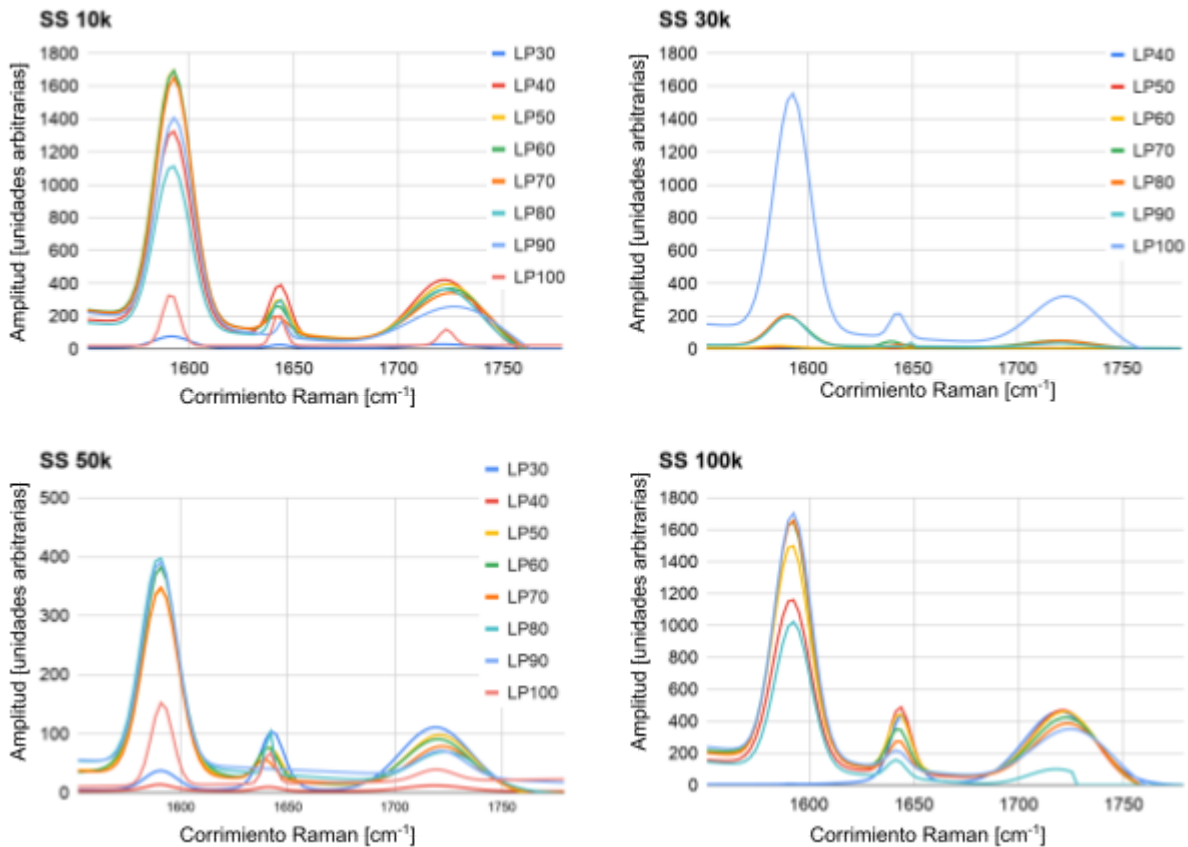 SS 10k
Amplitud [unidades arbitrarias]
1800
1600
1400
1200
1000
800
600
400
200
0
1600
1650
1700
1750
Corrimiento Raman [cm⁻¹]
LP30
LP40
LP50
LP60
LP70
LP80
LP90
LP100
SS 30k
Amplitud [unidades arbitrarias]
1800
1600
1400
1200
1000
800
600
400
200
0
1600
1650
1700
1750
Corrimiento Raman [cm⁻¹]
LP40
LP50
LP60
LP70
LP80
LP90
LP100
SS 50k
Amplitud [unidades arbitrarias]
500
400
300
200
100
0
1600
1650
1700
1750
Corrimiento Raman [cm⁻¹]
LP30
LP40
LP50
LP60
LP70
LP80
LP90
LP100
SS 100k
Amplitud [unidades arbitrarias]
1800
1600
1400
1200
1000
800
600
400
200
0
1600
1650
1700
1750
Corrimiento Raman [cm⁻¹]